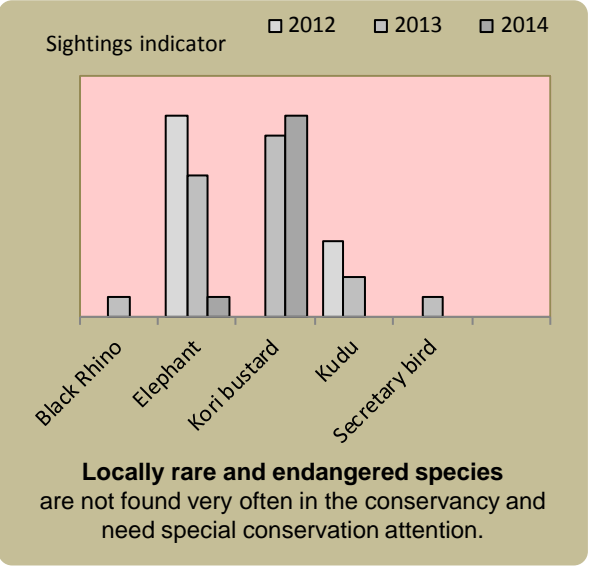 2012 2013 2014
Sightings indicator
Black Rhino
Elephant
Kori bustard
Kudu
Secretary bird
Locally rare and endangered species
are not found very often in the conservancy and
need special conservation attention.